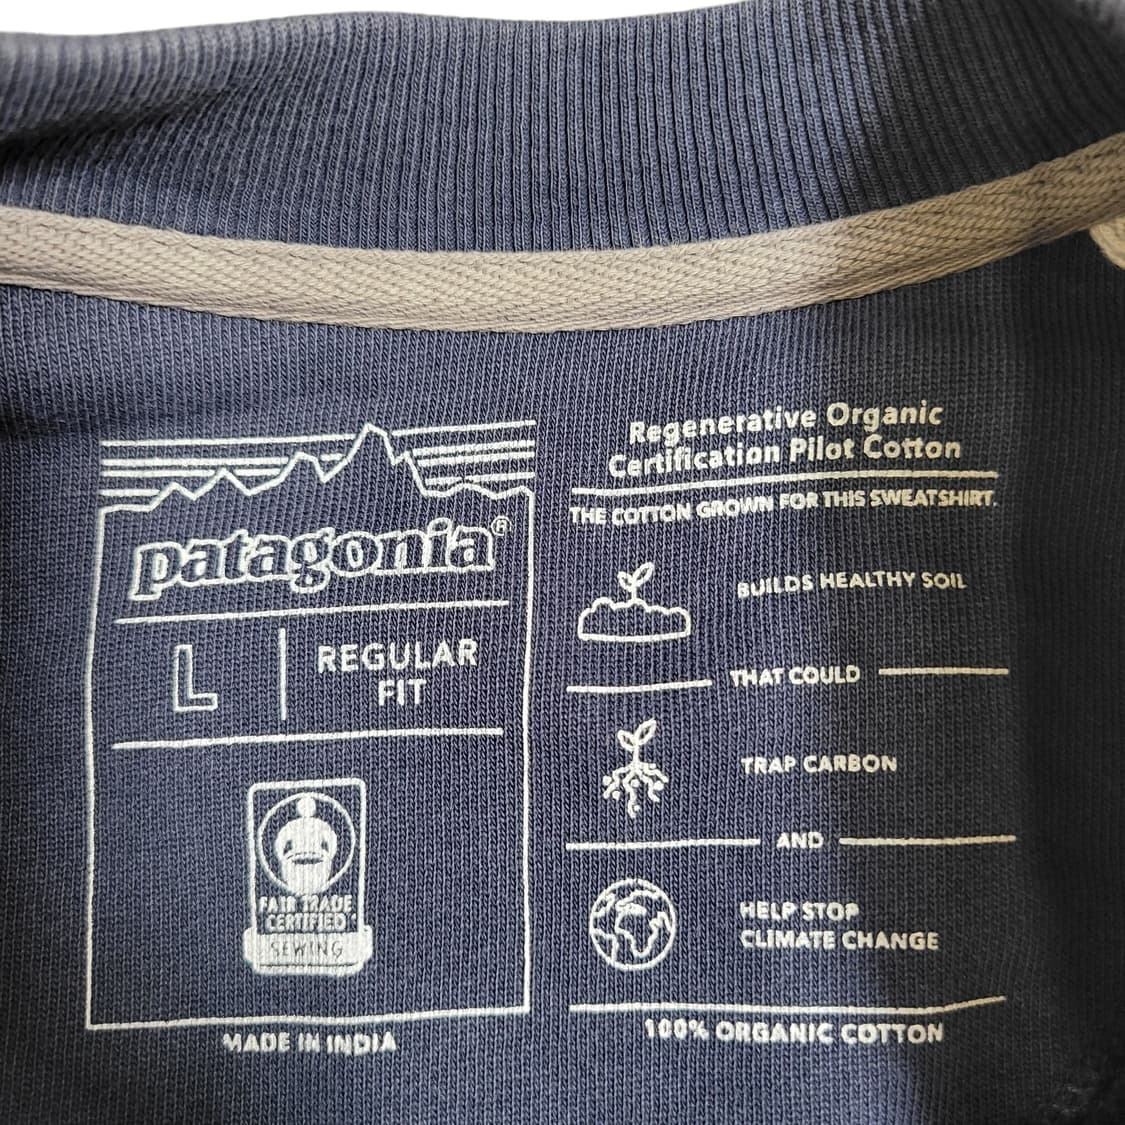 patagonia®
L
REGULAR
FIT
FAIR TRADE
CERTIFIED
SEWING
MADE IN INDIA
Regenerative Organic
Certification Pilot Cotton
THE COTTON GROWN FOR THIS SWEATSHIRT.
BUILDS HEALTHY SOIL
THAT COULD
TRAP CARBON
AND
HELP STOP
CLIMATE CHANGE
100% ORGANIC COTTON